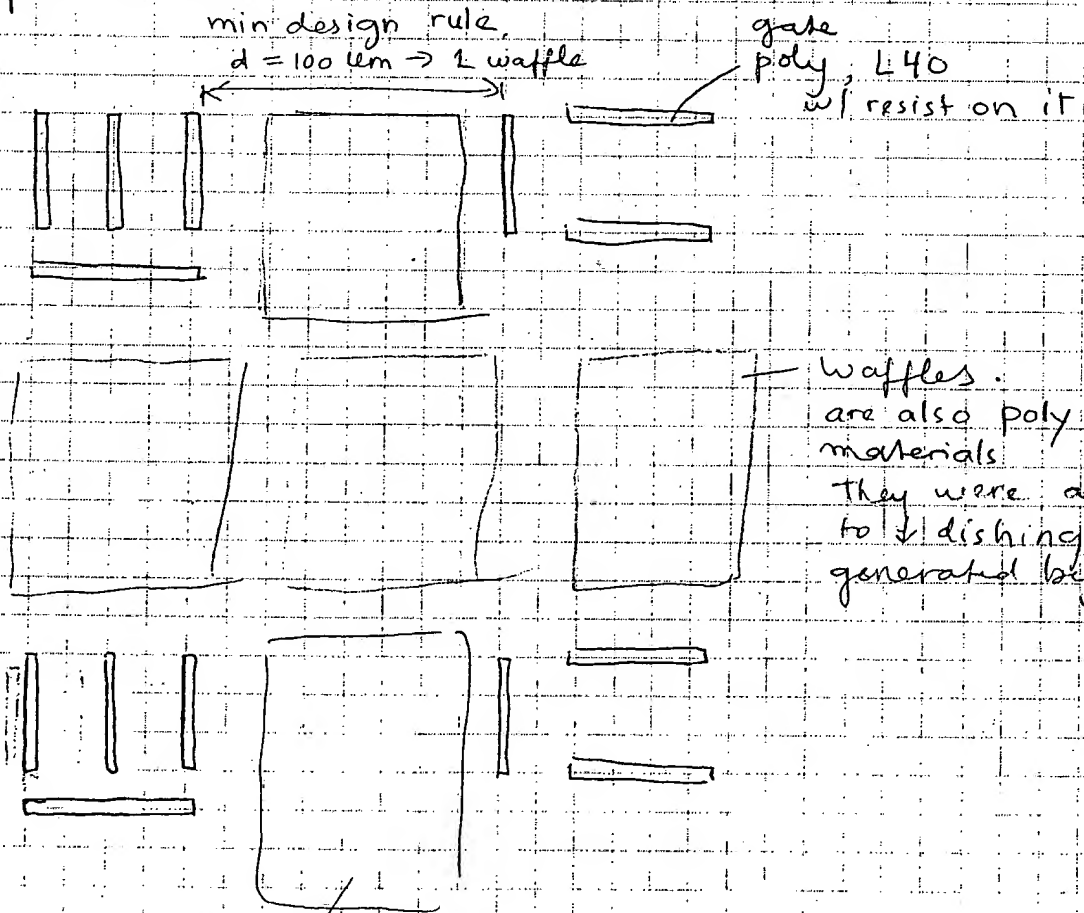 min design rule,
d = 100 um → 1 waffle
gate
poly, L40
w/ resist on it
waffles.
are also poly
materials
they were a
to ↓ dishing
generated be